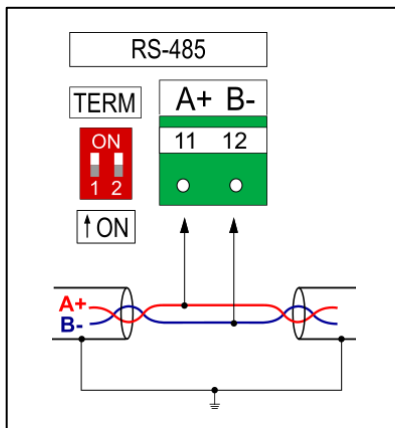 RS-485
TERM
A+ B-
ON
11 12
1 2
↑ON
A+
B-